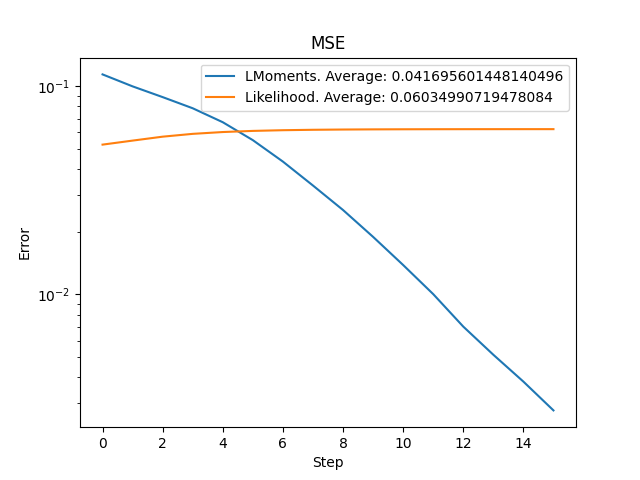 MSE
LMoments. Average: 0.041695601448140496
Likelihood. Average: 0.06034990719478084
10⁻¹
10⁻²
Error
0 2 4 6 8 10 12 14
Step